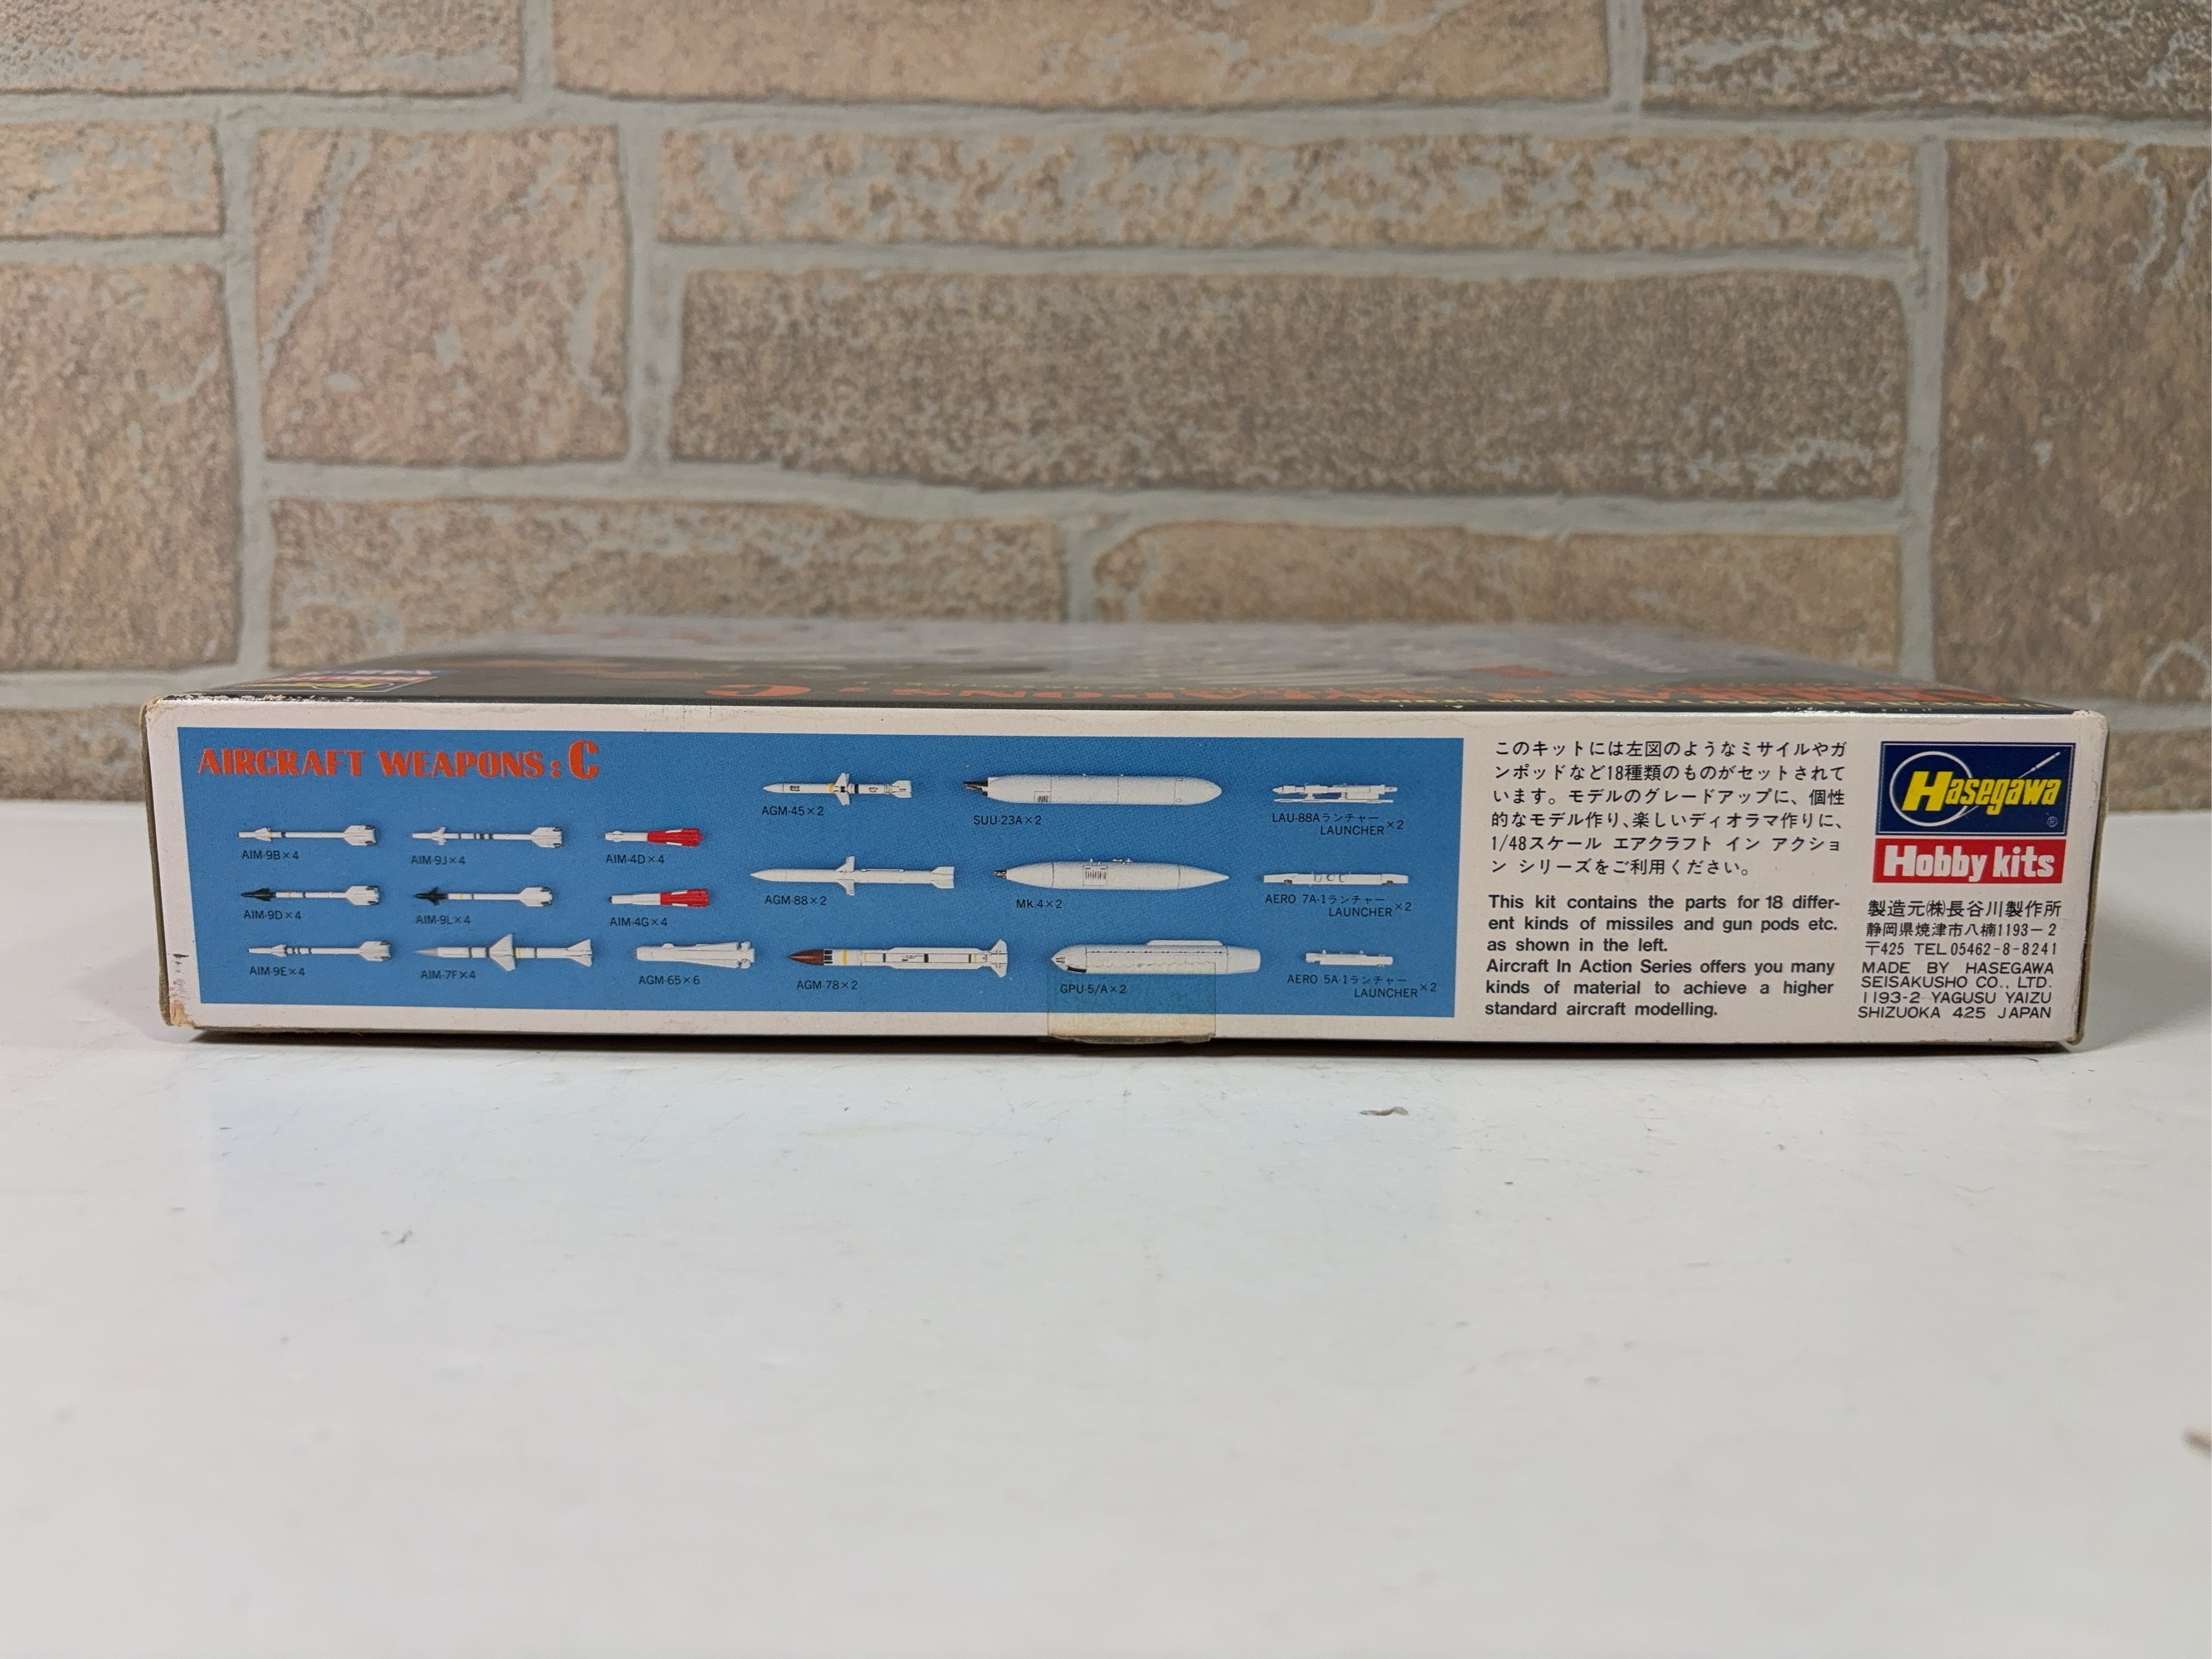 AIRCRAFT WEAPONS : C
AIM-9B×4
AIM-9J×4
AIM-4D×4
AIM-9D×4
AIM-9L×4
AIM-4G×4
AIM-9E×4
AIM-7F×4
AGM-65×6
AGM-45×2
SUU-23A×2
LAU-88Aランチャー
LAUNCHER×2
AGM-88×2
Mk.4×2
AERO 7A-1ランチャー
LAUNCHER×2
AGM-78×2
GPU-5/A×2
AERO 5A-1ランチャー
LAUNCHER×2
このキットには左図のようなミサイルやガ
ンポッドなど18種類のものがセットされて
います。モデルのグレードアップに、個性
的なモデル作り、楽しいディオラマ作りに、
1/48スケール エアクラフト イン アクショ
ン シリーズをご利用ください。
This kit contains the parts for 18 differ-
ent kinds of missiles and gun pods etc.
as shown in the left.
Aircraft In Action Series offers you many
kinds of material to achieve a higher
standard aircraft modelling.
Hasegawa
Hobby kits
製造元㈱長谷川製作所
静岡県焼津市八楠1193-2
〒425 TEL 05462-8-8241
MADE BY HASEGAWA
SEISAKUSHO CO., LTD.
1193-2 YAGUSU YAIZU
SHIZUOKA 425 JAPAN